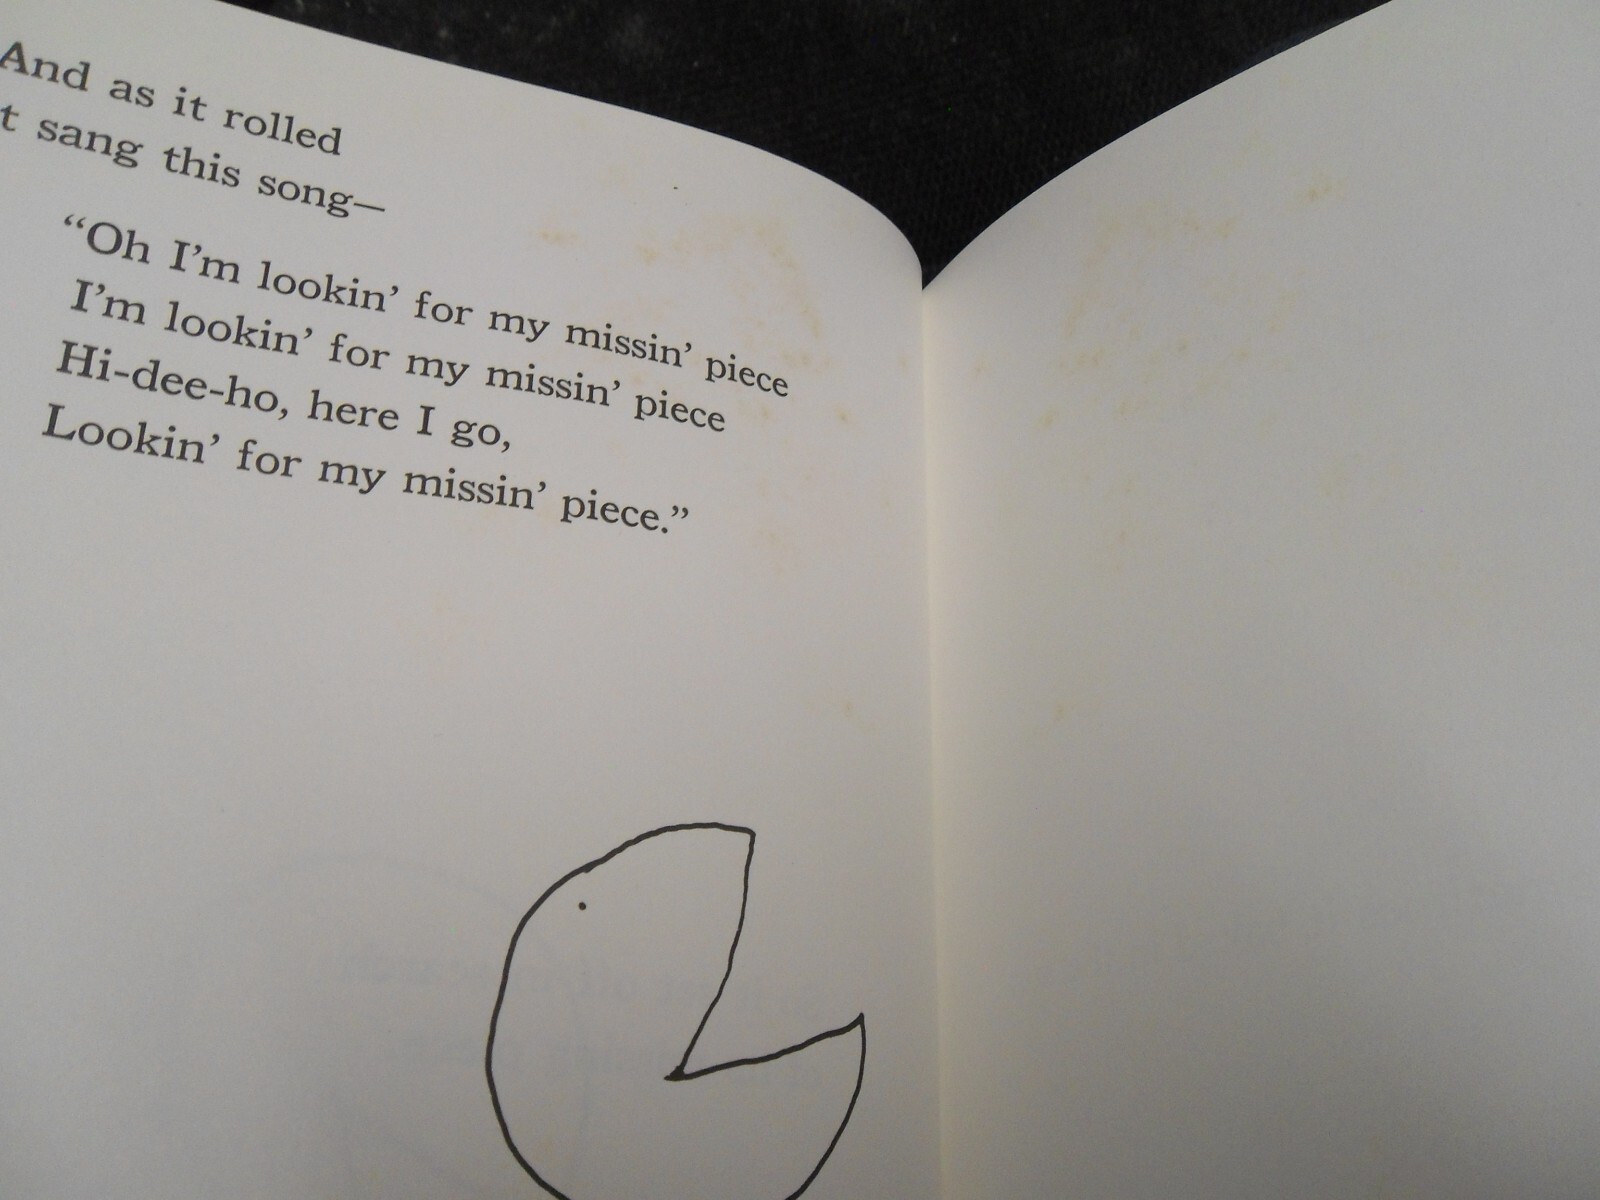 And as it rolled
t sang this song—
“Oh I’m lookin’ for my missin’ piece
I’m lookin’ for my missin’ piece
Hi-dee-ho, here I go,
Lookin’ for my missin’ piece.”